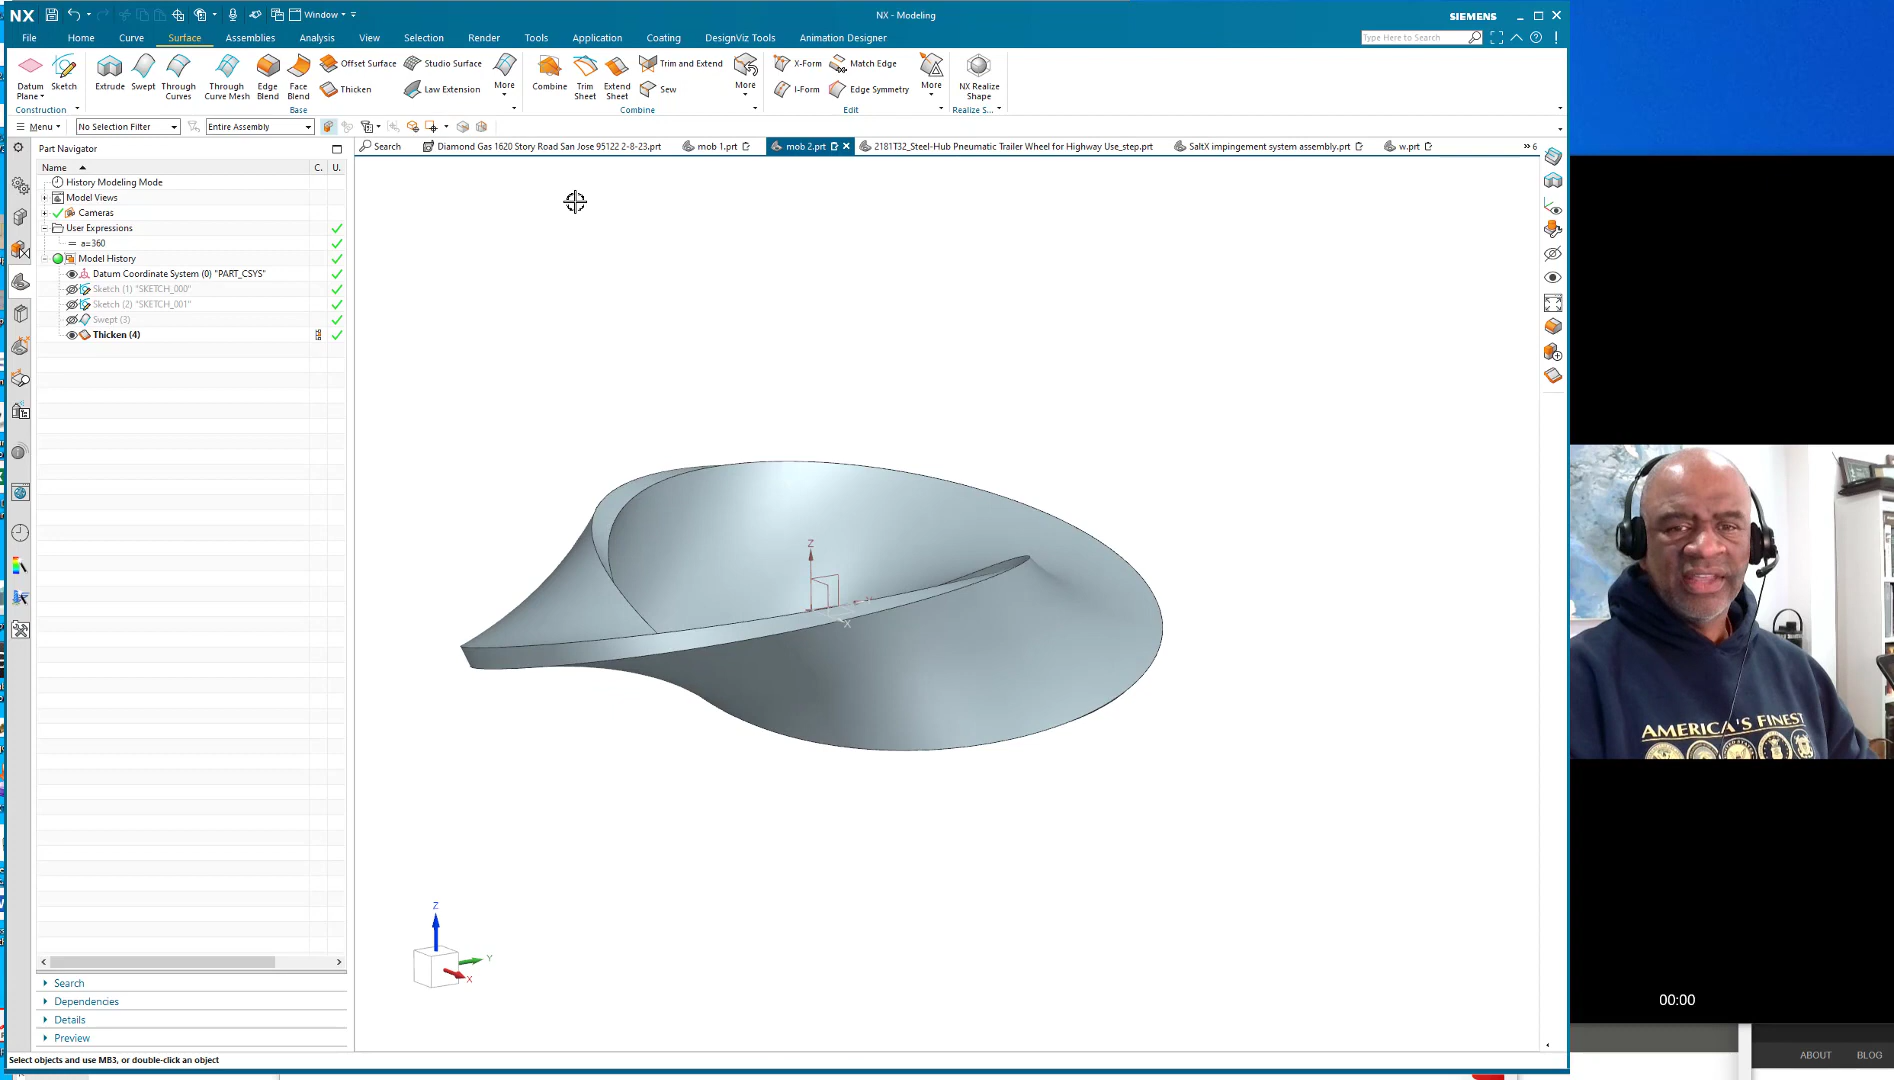 NX
Window
NX - Modeling
SIEMENS
File Home Curve Surface Assemblies Analysis View Selection Render Tools Application Coating DesignViz Tools Animation Designer
Type Here to Search
Datum Plane
Sketch
Extrude
Swept
Through Curves
Through Curve Mesh
Edge Blend
Face Blend
Offset Surface
Thicken
Studio Surface
Law Extension
More
Combine
Trim Sheet
Extend Sheet
Trim and Extend
Sew
More
X-Form
I-Form
Match Edge
Edge Symmetry
More
NX Realize Shape
Construction
Base
Combine
Edit
Realize S...
Menu
No Selection Filter
Entire Assembly
Part Navigator
Search
Diamond Gas 1620 Story Road San Jose 95122 2-8-23.prt
mob 1.prt
mob 2.prt
2181T32_Steel-Hub Pneumatic Trailer Wheel for Highway Use_step.prt
SaltX impingement system assembly.prt
w.prt
6
Name C. U.
History Modeling Mode
Model Views
Cameras
User Expressions
a=360
Model History
Datum Coordinate System (0) "PART_CSYS"
Sketch (1) "SKETCH_000"
Sketch (2) "SKETCH_001"
Swept (3)
Thicken (4)
Z
X
AMERICA'S FINEST
Z
Y
X
Search
Dependencies
Details
Preview
00:00
ABOUT BLOG
Select objects and use MB3, or double-click an object